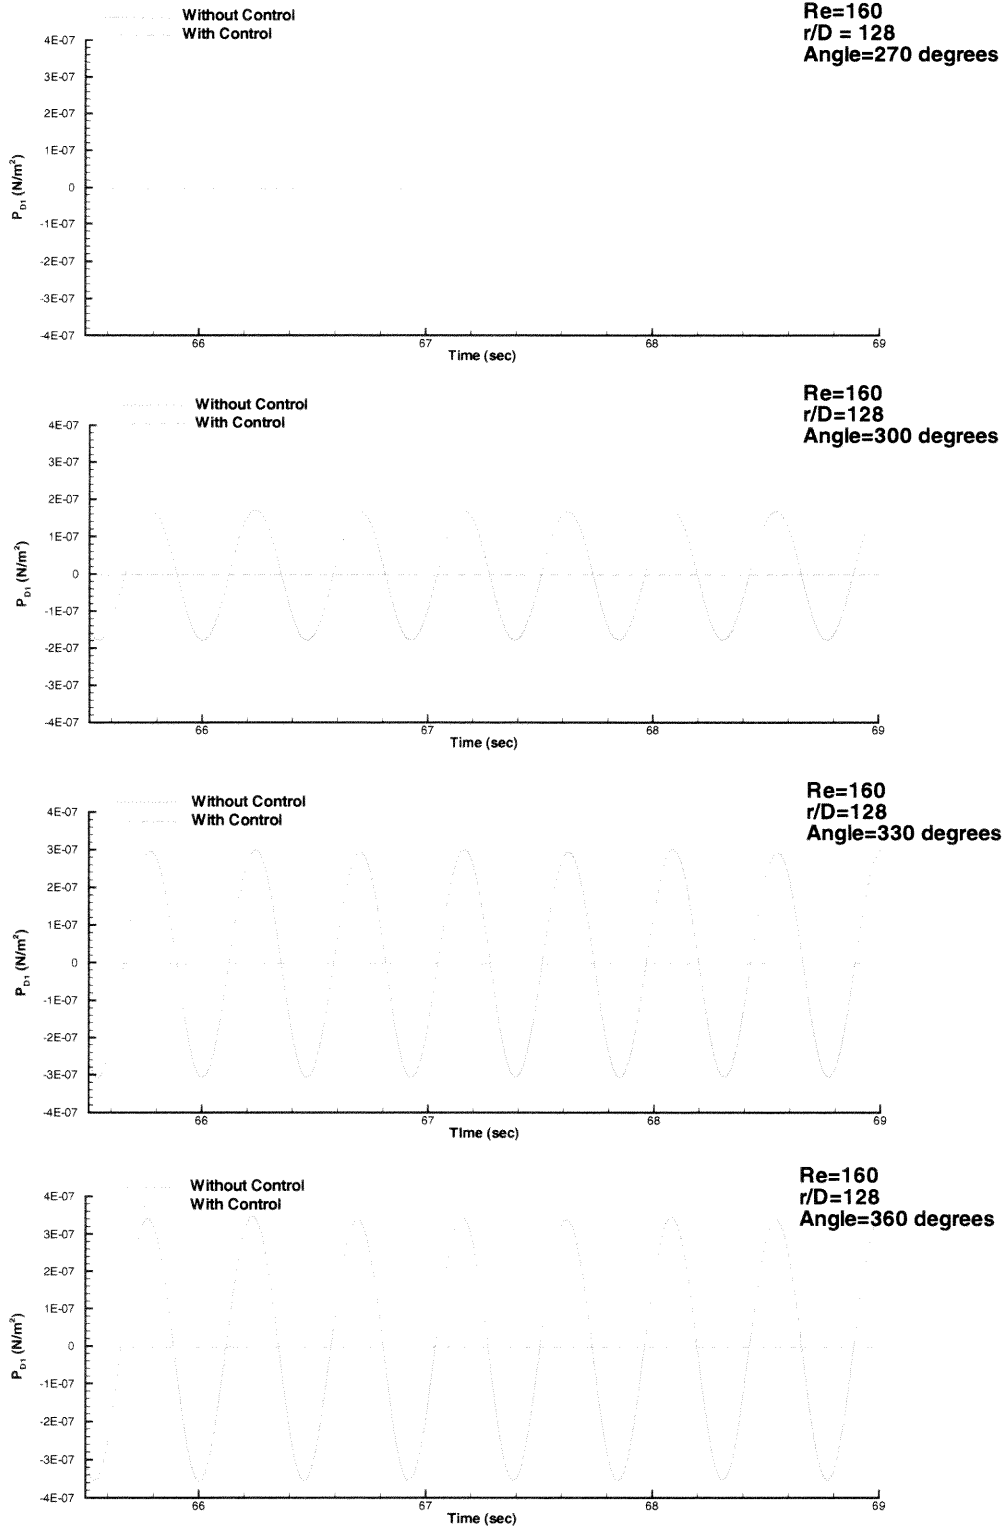 Without Control
With Control
Re=160
r/D = 128
Angle=270 degrees
4E-07
3E-07
2E-07
1E-07
0
-1E-07
-2E-07
-3E-07
-4E-07
P_D1 (N/m²)
66
67
68
69
Time (sec)
Without Control
With Control
Re=160
r/D=128
Angle=300 degrees
4E-07
3E-07
2E-07
1E-07
0
-1E-07
-2E-07
-3E-07
-4E-07
P_D1 (N/m²)
66
67
68
69
Time (sec)
Without Control
With Control
Re=160
r/D=128
Angle=330 degrees
4E-07
3E-07
2E-07
1E-07
0
-1E-07
-2E-07
-3E-07
-4E-07
P_D1 (N/m²)
66
67
68
69
Time (sec)
Without Control
With Control
Re=160
r/D=128
Angle=360 degrees
4E-07
3E-07
2E-07
1E-07
0
-1E-07
-2E-07
-3E-07
-4E-07
P_D1 (N/m²)
66
67
68
69
Time (sec)